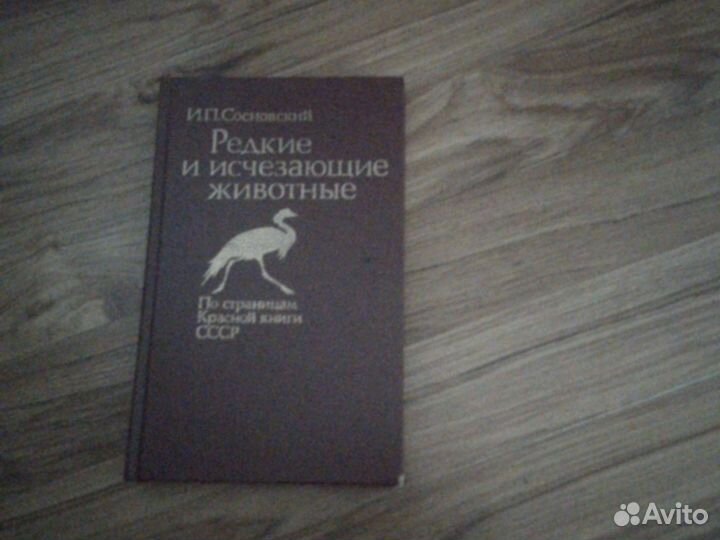 И.П.Сосновский
Редкие
и исчезающие
животные
По страницам
Красной книги
СССР
Avito